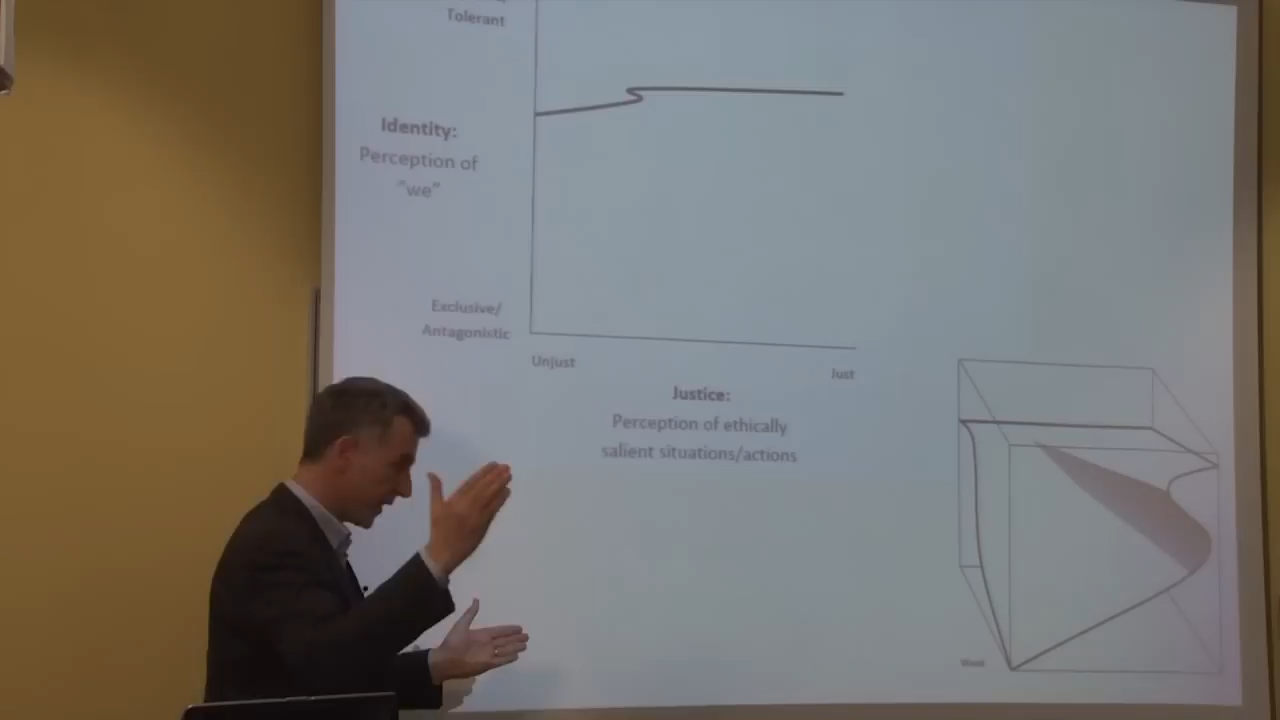 Tolerant
Identity:
Perception of
"we"
Exclusive/
Antagonistic
Unjust
Just
Justice:
Perception of ethically
salient situations/actions